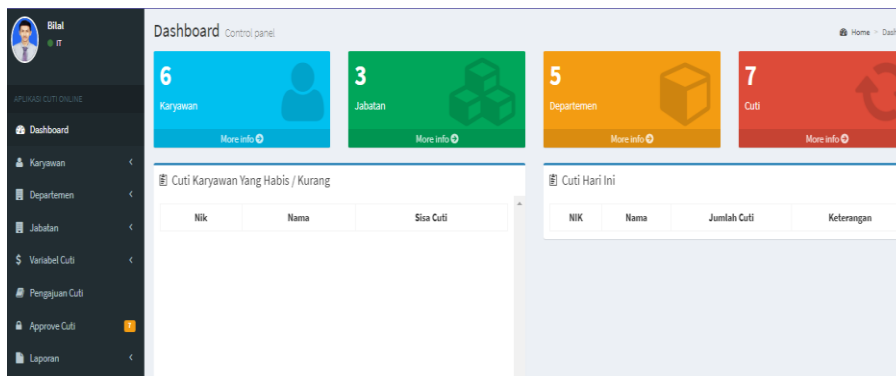 Bilal
IT
APLIKASI CUTI ONLINE
Dashboard
Karyawan
Departemen
Jabatan
$ Variabel Cuti
Pengajuan Cuti
Approve Cuti 7
Laporan
Dashboard Control panel
Home > Dash
6
Karyawan
More info
3
Jabatan
More info
5
Departemen
More info
7
Cuti
More info
Cuti Karyawan Yang Habis / Kurang
Nik Nama Sisa Cuti
Cuti Hari Ini
NIK Nama Jumlah Cuti Keterangan